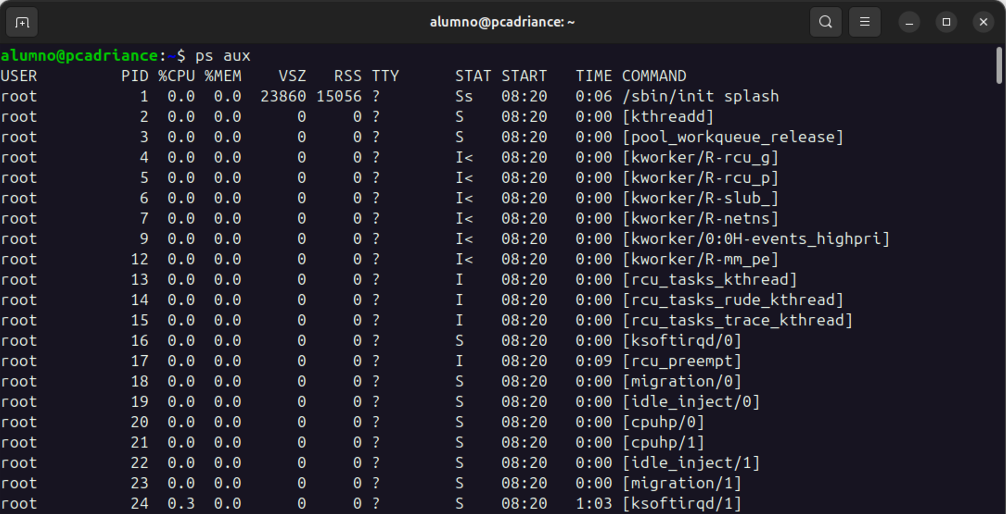 alumno@pcadriance: ~
alumno@pcadriance:~$ ps aux
USER         PID %CPU %MEM    VSZ   RSS TTY      STAT START   TIME COMMAND
root           1  0.0  0.0  23860 15056 ?        Ss   08:20   0:06 /sbin/init splash
root           2  0.0  0.0      0     0 ?        S    08:20   0:00 [kthreadd]
root           3  0.0  0.0      0     0 ?        S    08:20   0:00 [pool_workqueue_release]
root           4  0.0  0.0      0     0 ?        I<   08:20   0:00 [kworker/R-rcu_g]
root           5  0.0  0.0      0     0 ?        I<   08:20   0:00 [kworker/R-rcu_p]
root           6  0.0  0.0      0     0 ?        I<   08:20   0:00 [kworker/R-slub_]
root           7  0.0  0.0      0     0 ?        I<   08:20   0:00 [kworker/R-netns]
root           9  0.0  0.0      0     0 ?        I<   08:20   0:00 [kworker/0:0H-events_highpri]
root          12  0.0  0.0      0     0 ?        I<   08:20   0:00 [kworker/R-mm_pe]
root          13  0.0  0.0      0     0 ?        I    08:20   0:00 [rcu_tasks_kthread]
root          14  0.0  0.0      0     0 ?        I    08:20   0:00 [rcu_tasks_rude_kthread]
root          15  0.0  0.0      0     0 ?        I    08:20   0:00 [rcu_tasks_trace_kthread]
root          16  0.0  0.0      0     0 ?        S    08:20   0:00 [ksoftirqd/0]
root          17  0.0  0.0      0     0 ?        I    08:20   0:09 [rcu_preempt]
root          18  0.0  0.0      0     0 ?        S    08:20   0:00 [migration/0]
root          19  0.0  0.0      0     0 ?        S    08:20   0:00 [idle_inject/0]
root          20  0.0  0.0      0     0 ?        S    08:20   0:00 [cpuhp/0]
root          21  0.0  0.0      0     0 ?        S    08:20   0:00 [cpuhp/1]
root          22  0.0  0.0      0     0 ?        S    08:20   0:00 [idle_inject/1]
root          23  0.0  0.0      0     0 ?        S    08:20   0:00 [migration/1]
root          24  0.3  0.0      0     0 ?        S    08:20   1:03 [ksoftirqd/1]